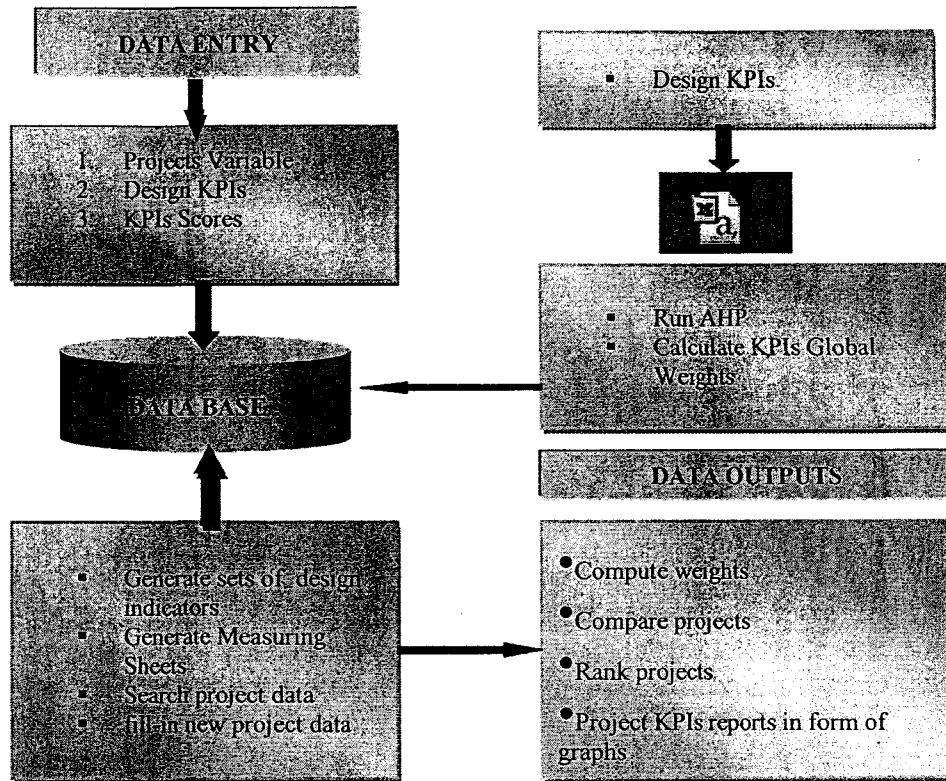 DATA ENTRY
1. Projects Variable
2. Design KPIs
3. KPIs Scores
DATA BASE
▪ Generate sets of design
indicators
▪ Generate Measuring
Sheets
▪ Search project data
▪ fill-in new project data
▪ Design KPIs
X a
▪ Run AHP
▪ Calculate KPIs Global
Weights
DATA OUTPUTS
●Compute weights
●Compare projects
●Rank projects
●Project KPIs reports in form of
graphs